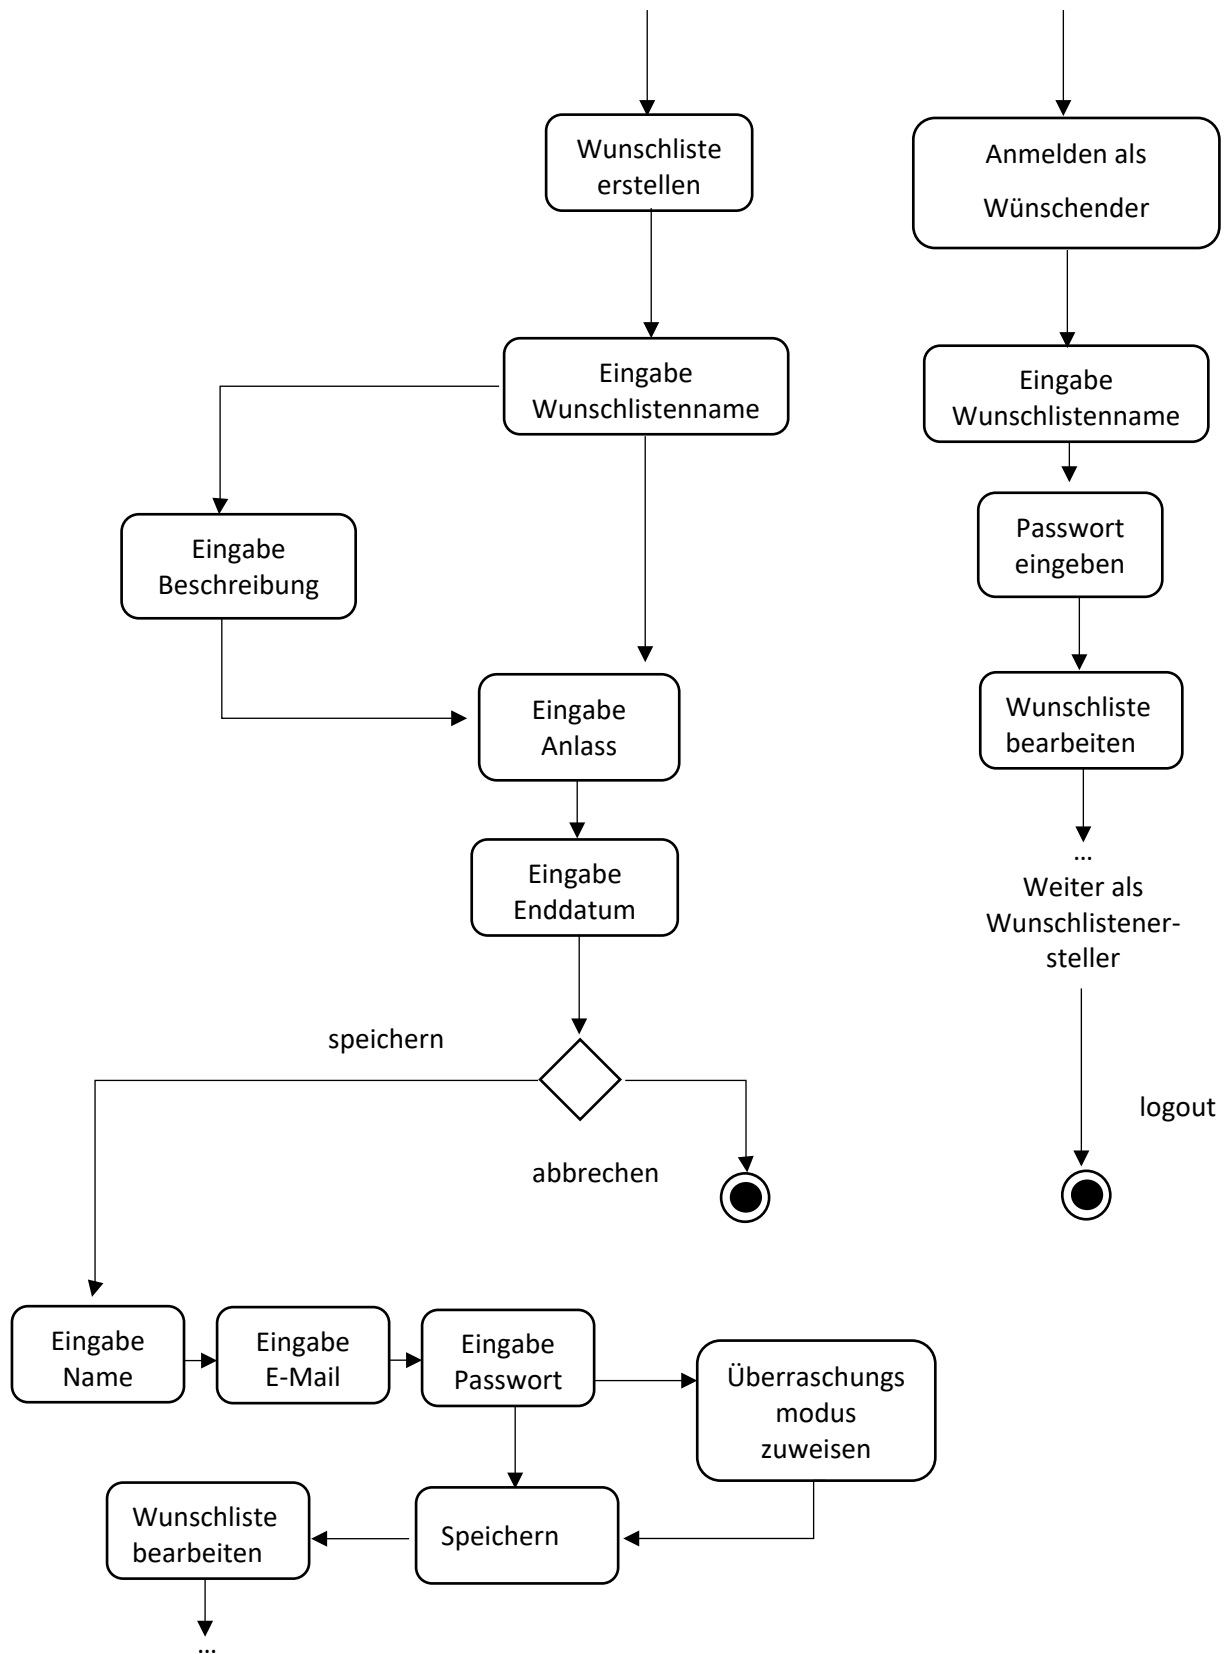 Wunschliste
erstellen
Anmelden als
Wünschender
Eingabe
Wunschlistenname
Eingabe
Wunschlistenname
Eingabe
Beschreibung
Passwort
eingeben
Eingabe
Anlass
Wunschliste
bearbeiten
Eingabe
Enddatum
...
Weiter als
Wunschlistener-
steller
speichern
abbrechen
logout
Eingabe
Name
Eingabe
E-Mail
Eingabe
Passwort
Überraschungs
modus
zuweisen
Wunschliste
bearbeiten
Speichern
...